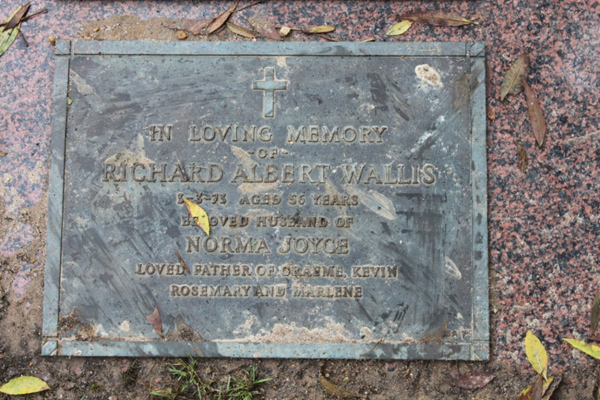 IN LOVING MEMORY
OF
RICHARD ALBERT WALLIS
AGED 56 YEARS
BELOVED HUSBAND OF
NORMA JOYCE
LOVED FATHER OF GRAEME, KEVIN
ROSEMARY AND MARLENE